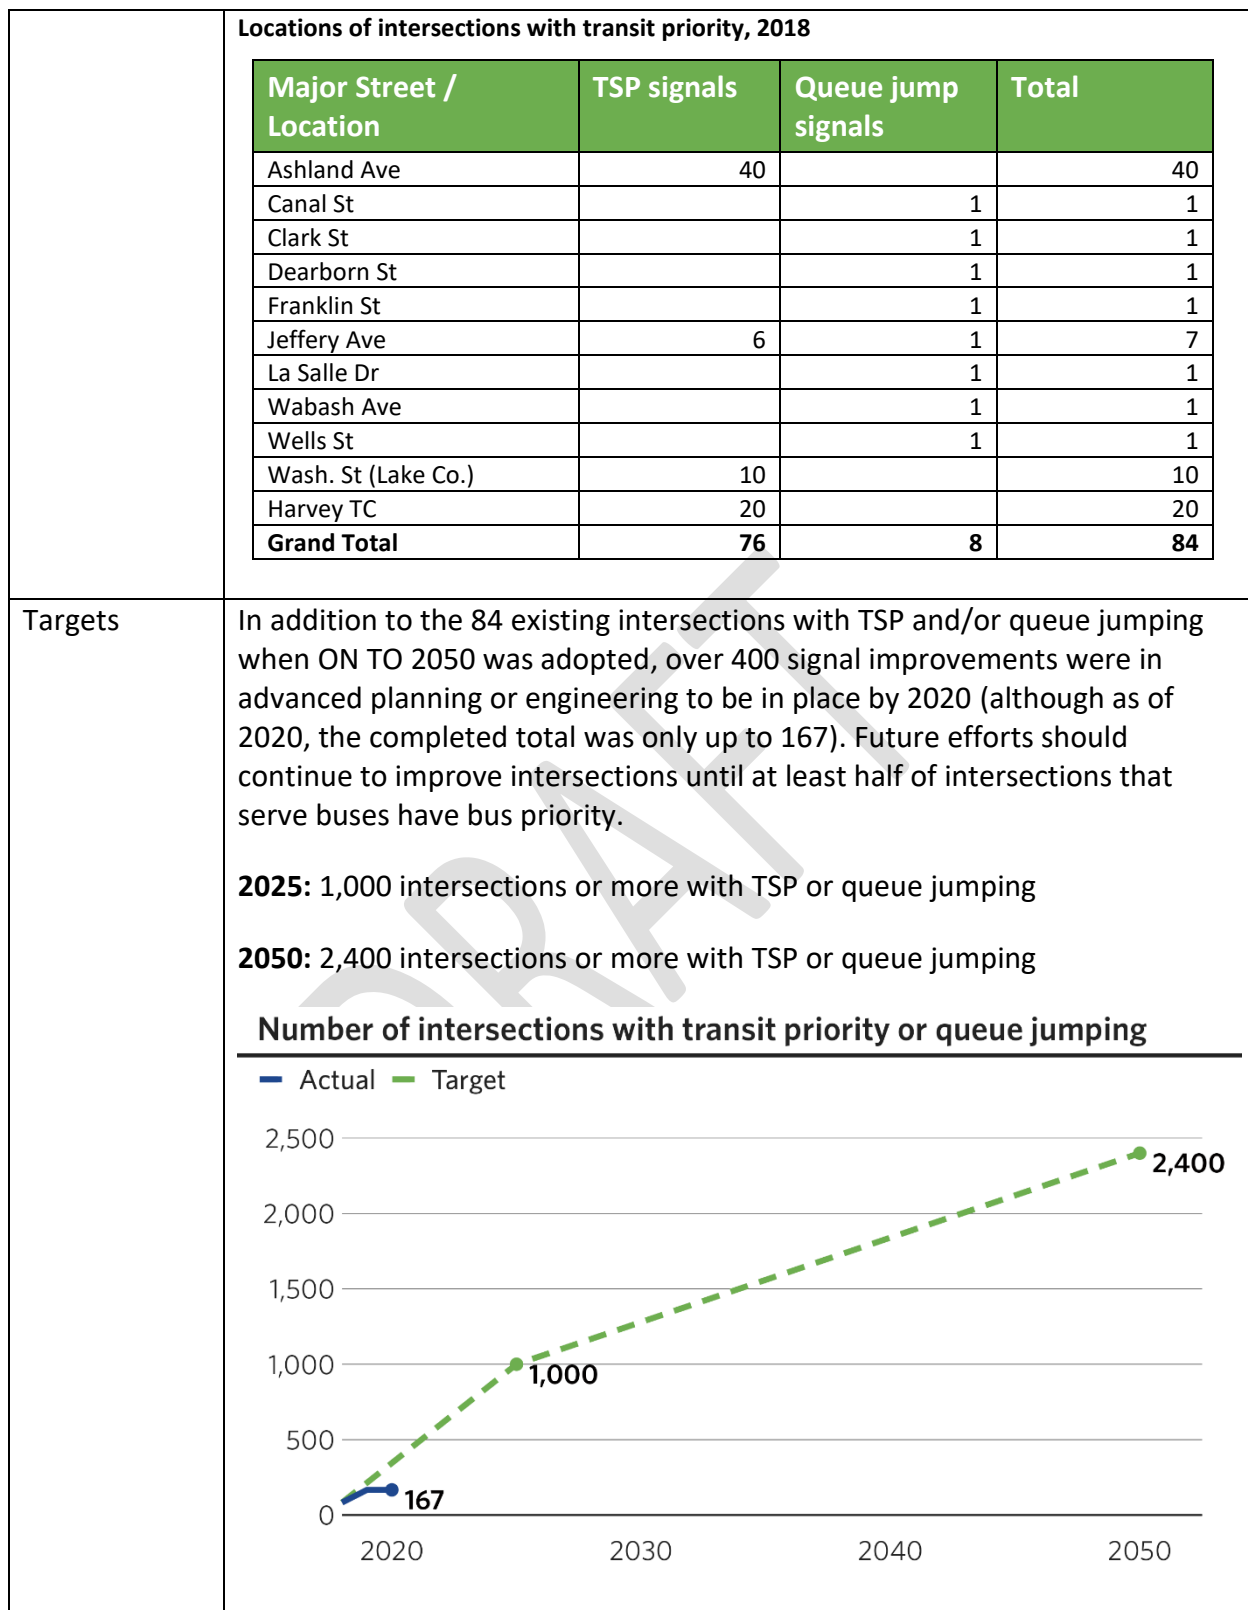 Locations of intersections with transit priority, 2018
Major Street / Location TSP signals Queue jump signals Total
Ashland Ave 40 40
Canal St 1 1
Clark St 1 1
Dearborn St 1 1
Franklin St 1 1
Jeffery Ave 6 1 7
La Salle Dr 1 1
Wabash Ave 1 1
Wells St 1 1
Wash. St (Lake Co.) 10 10
Harvey TC 20 20
Grand Total 76 8 84
Targets
In addition to the 84 existing intersections with TSP and/or queue jumping
when ON TO 2050 was adopted, over 400 signal improvements were in
advanced planning or engineering to be in place by 2020 (although as of
2020, the completed total was only up to 167). Future efforts should
continue to improve intersections until at least half of intersections that
serve buses have bus priority.
2025: 1,000 intersections or more with TSP or queue jumping
2050: 2,400 intersections or more with TSP or queue jumping
DRAFT
Number of intersections with transit priority or queue jumping
Actual Target
2,500
2,400
2,000
1,500
1,000
1,000
500
167
0
2020 2030 2040 2050